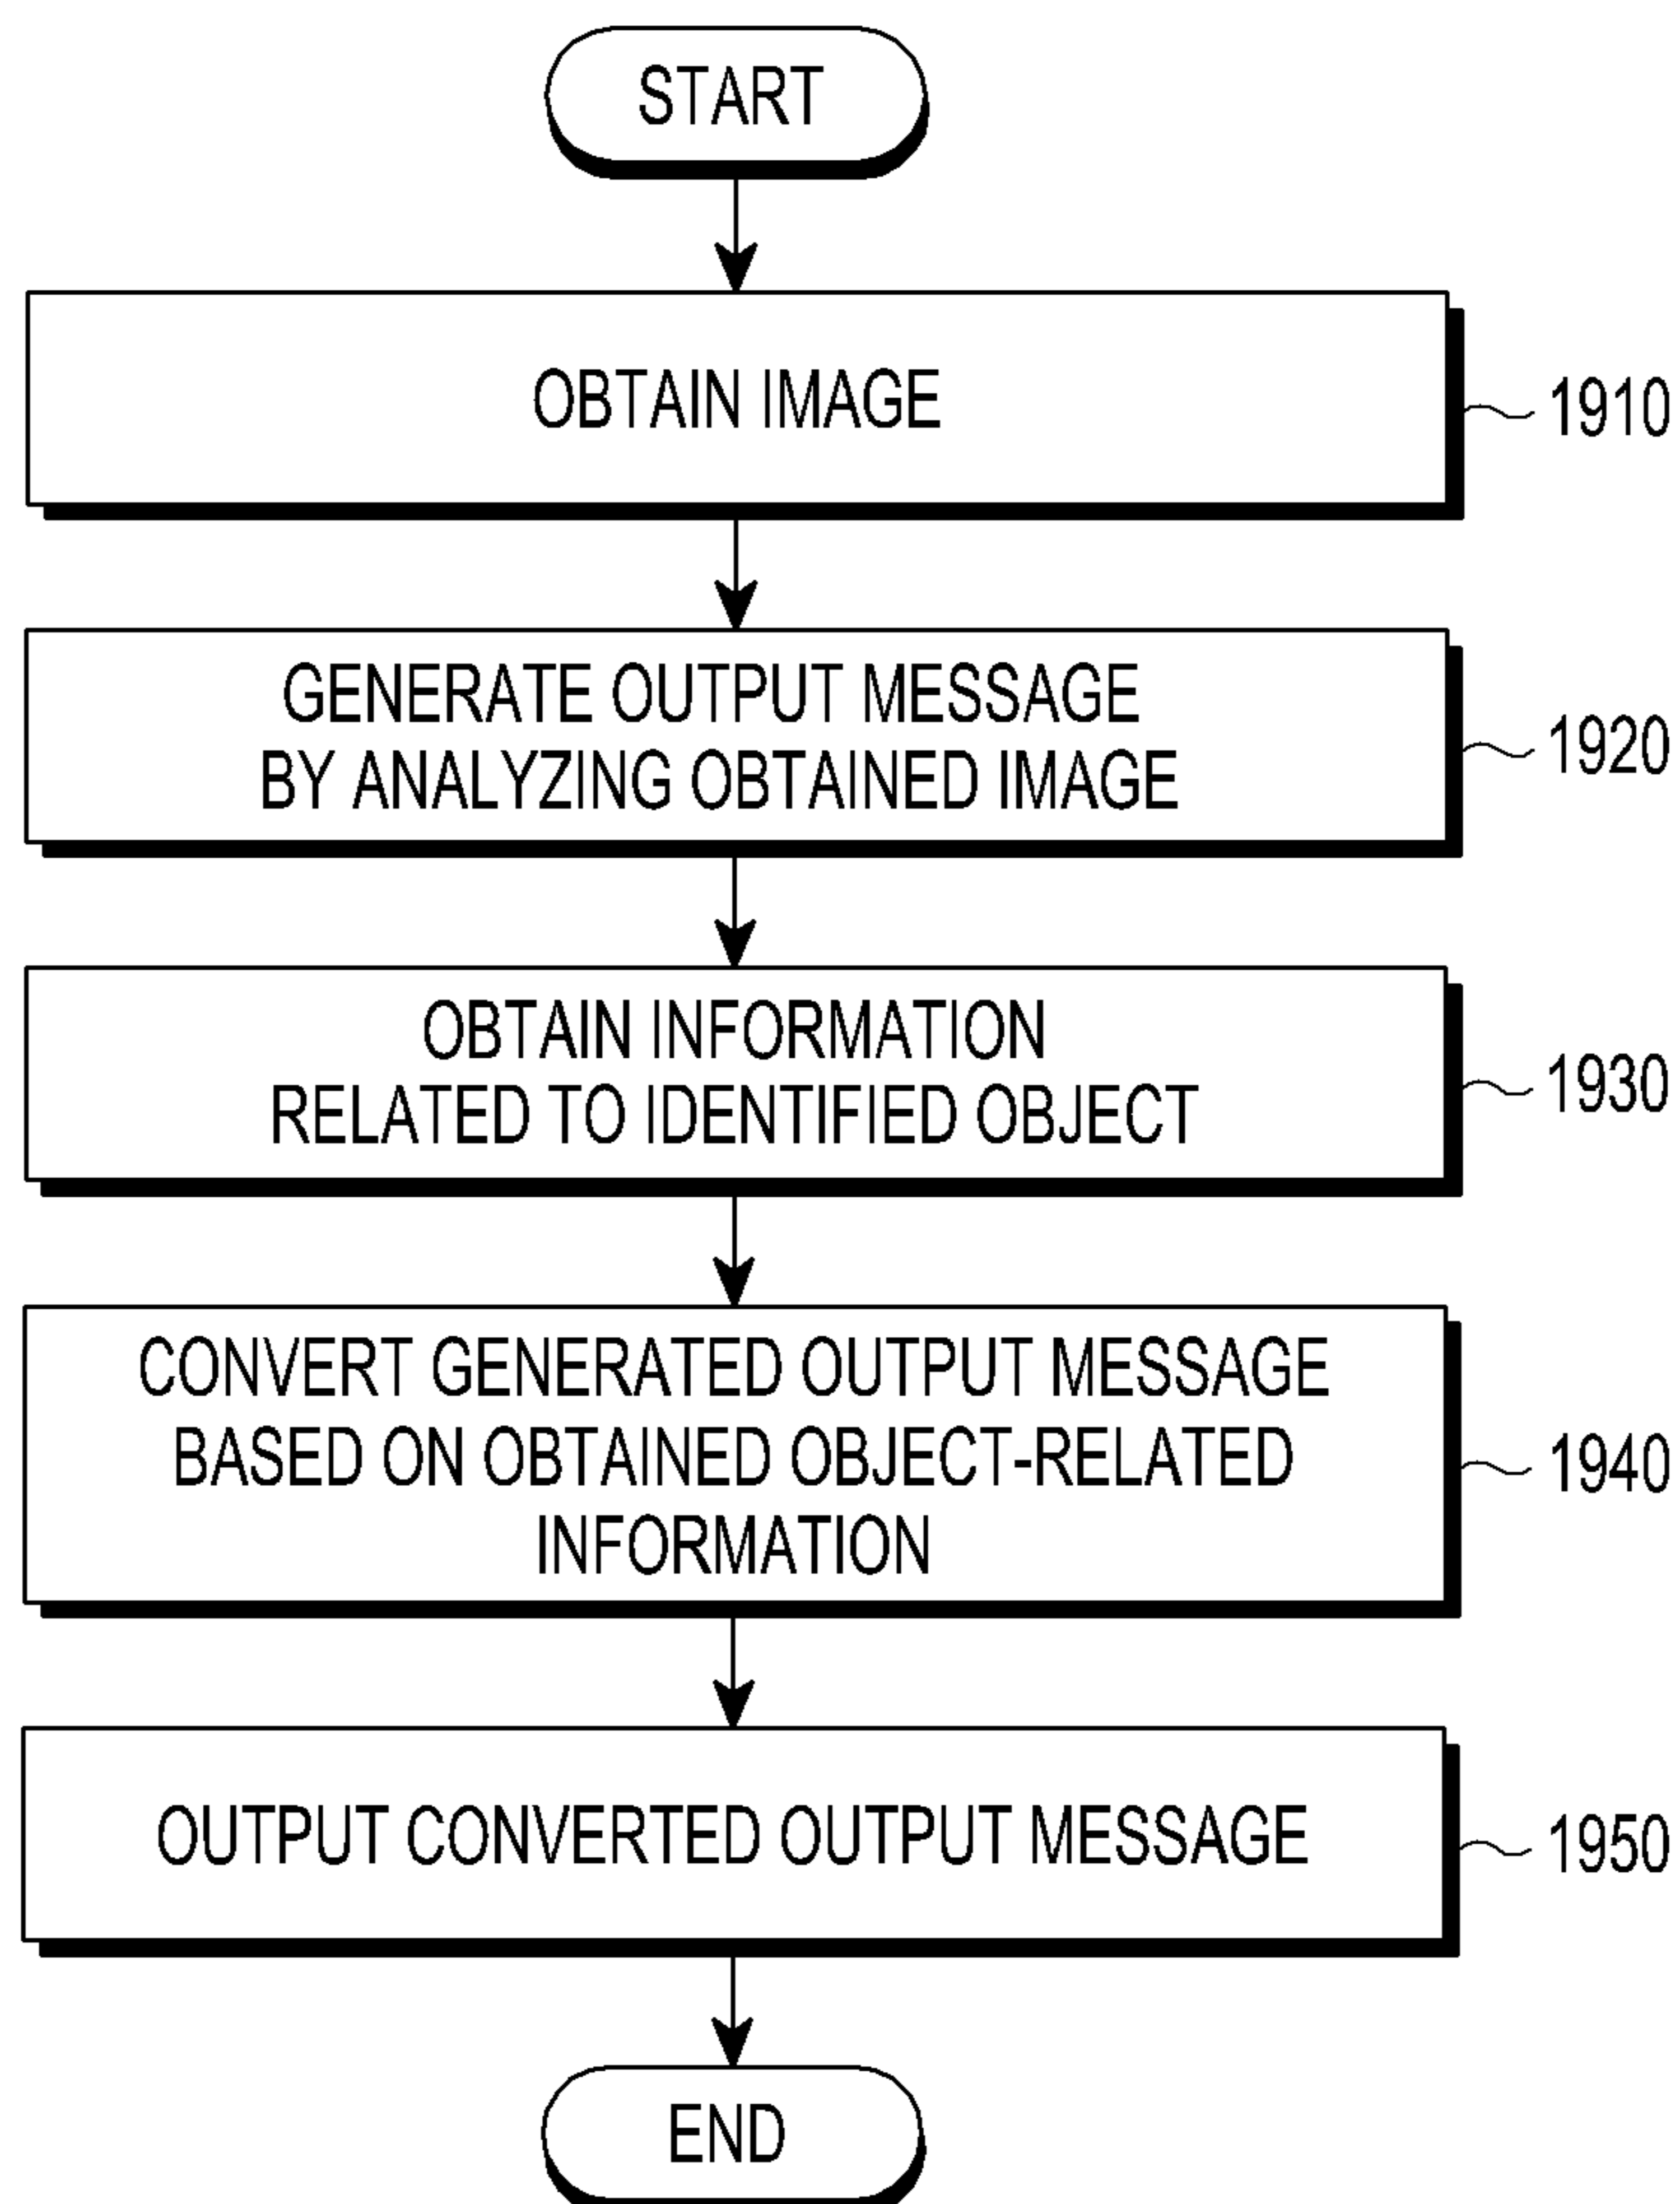 START
OBTAIN IMAGE
1910
GENERATE OUTPUT MESSAGE
BY ANALYZING OBTAINED IMAGE
1920
OBTAIN INFORMATION
RELATED TO IDENTIFIED OBJECT
1930
CONVERT GENERATED OUTPUT MESSAGE
BASED ON OBTAINED OBJECT-RELATED
INFORMATION
1940
OUTPUT CONVERTED OUTPUT MESSAGE
1950
END